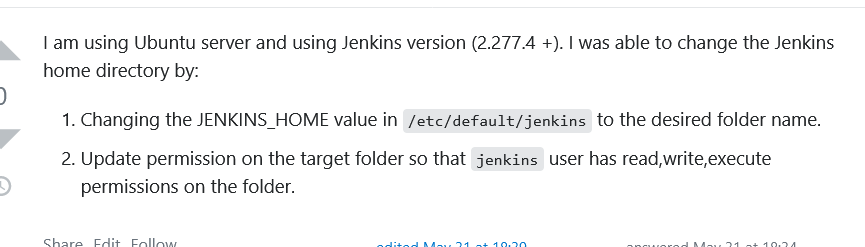 I am using Ubuntu server and using Jenkins version (2.277.4 +). I was able to change the Jenkins
home directory by:
0
1. Changing the JENKINS_HOME value in /etc/default/jenkins to the desired folder name.
2. Update permission on the target folder so that jenkins user has read,write,execute
permissions on the folder.
Share Edit Follow edited May 21 at 18:29 answered May 21 at 18:24